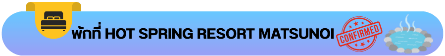 พักที่ HOT SPRING RESORT MATSUNOI
CONFIRMED